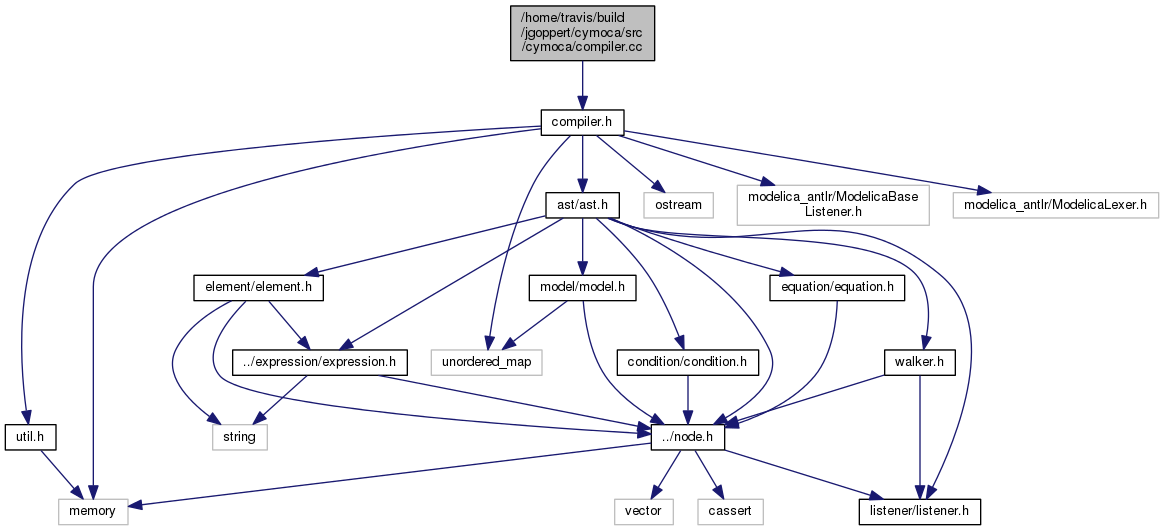 /home/travis/build
/jgoppert/cymoca/src
/cymoca/compiler.cc
compiler.h
ast/ast.h
ostream
modelica_antlr/ModelicaBase
Listener.h
modelica_antlr/ModelicaLexer.h
element/element.h
model/model.h
equation/equation.h
../expression/expression.h
unordered_map
condition/condition.h
walker.h
util.h
string
../node.h
memory
vector
cassert
listener/listener.h